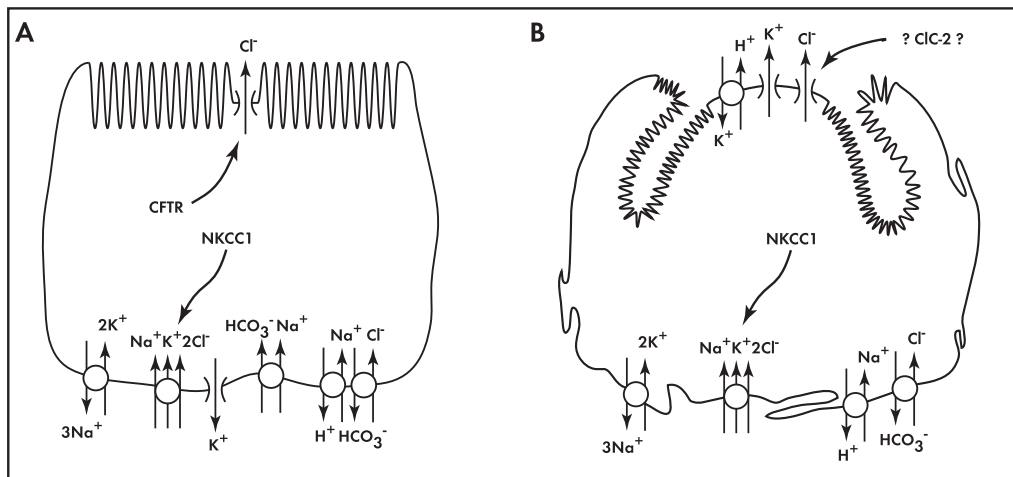 A
Cl⁻
CFTR
NKCC1
2K⁺
Na⁺K⁺2Cl⁻
HCO₃⁻ Na⁺
Na⁺ Cl⁻
3Na⁺
K⁺
H⁺ HCO₃⁻
B
H⁺
K⁺
Cl⁻
? ClC-2 ?
K⁺
NKCC1
2K⁺
Na⁺K⁺2Cl⁻
Na⁺
Cl⁻
3Na⁺
H⁺
HCO₃⁻